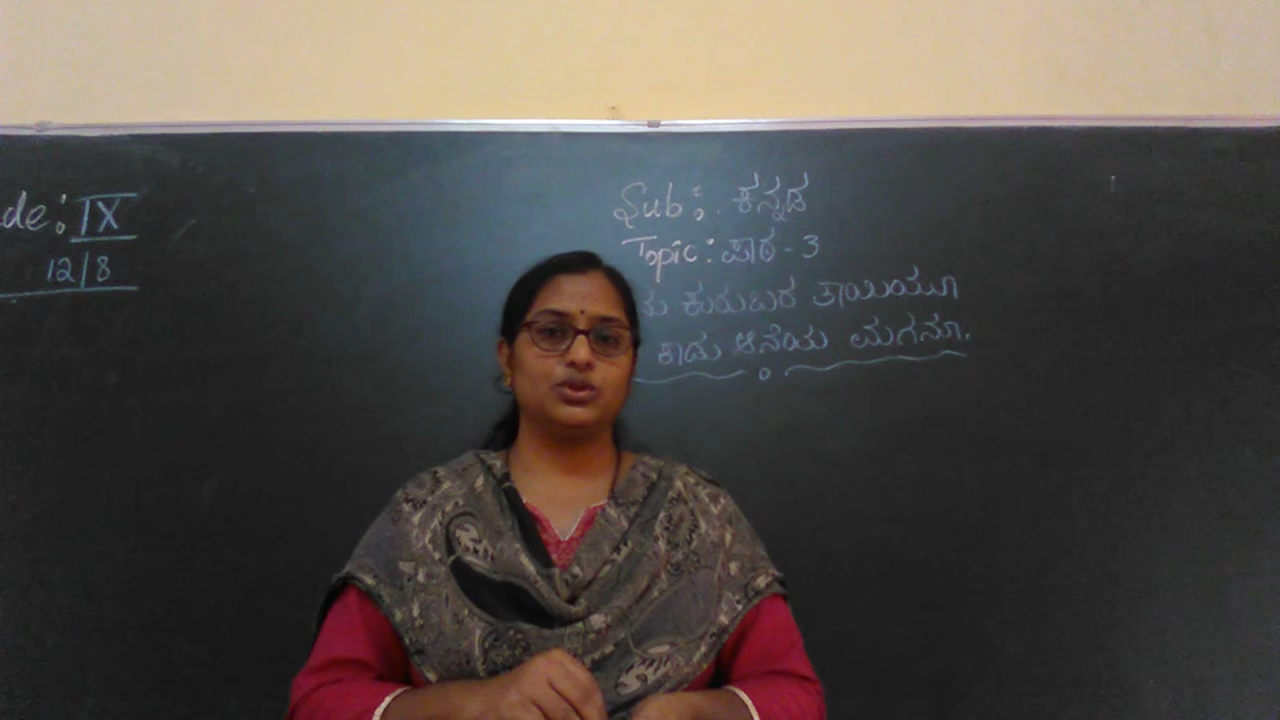 de: IX
12/8
Sub: ಕನ್ನಡ
Topic: ಪಾಠ - 3
ಕುರುಬರ ತಾಯಿಯೂ
ಕಾಡು ಆನೆಯ ಮಗನೂ.